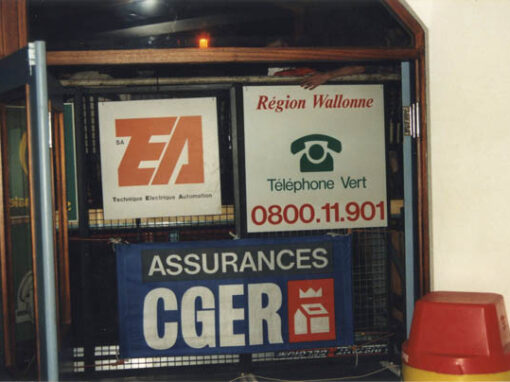 SA
TEA
Technique Electrique Automation
Région Wallonne
Téléphone Vert
0800.11.901
ASSURANCES
CGER